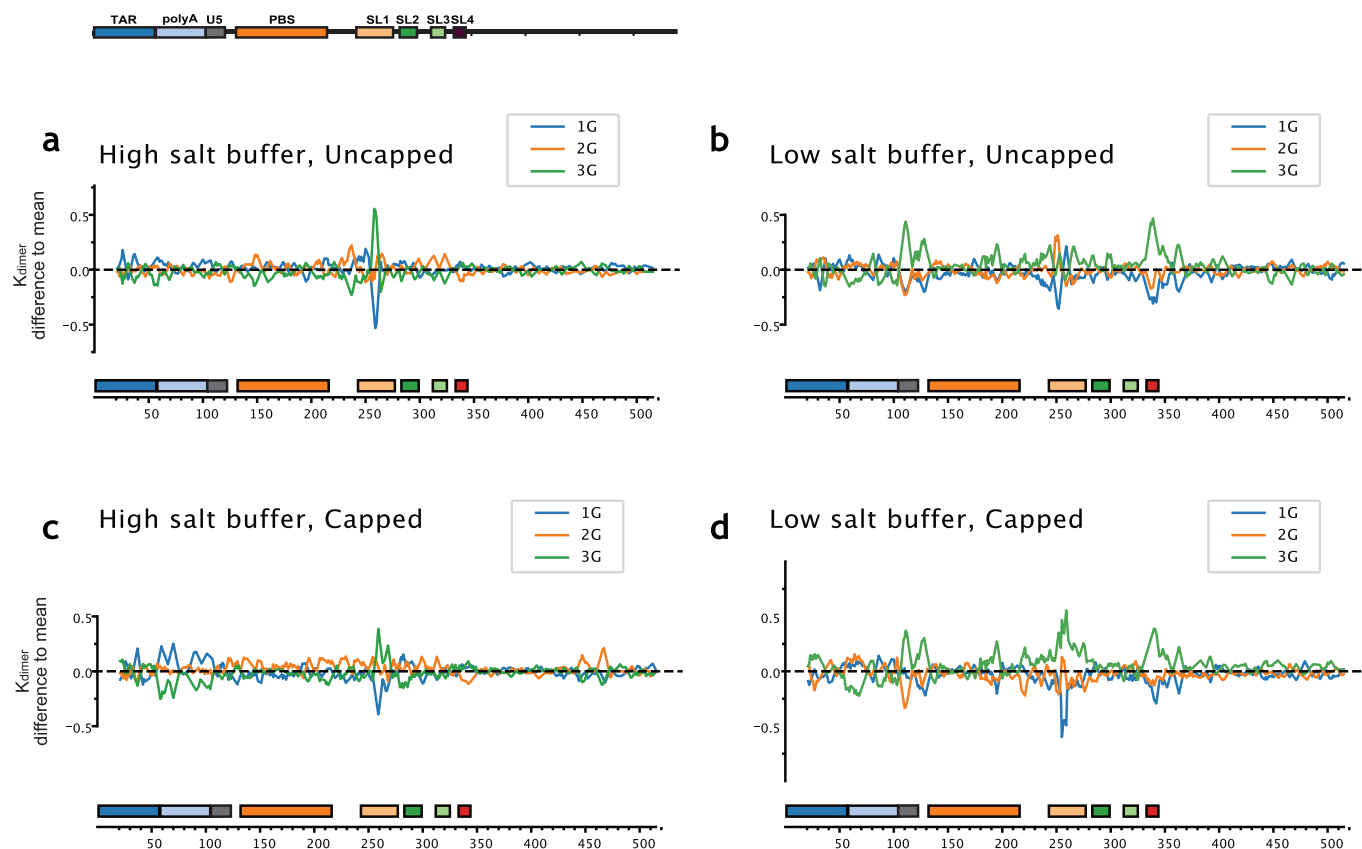 TAR polyA U5 PBS SL1 SL2 SL3 SL4
a
High salt buffer, Uncapped
1G
2G
3G
Kdimer
difference to mean
0.5
0.0
−0.5
50 100 150 200 250 300 350 400 450 500
b
Low salt buffer, Uncapped
1G
2G
3G
0.5
0.0
−0.5
50 100 150 200 250 300 350 400 450 500
c
High salt buffer, Capped
1G
2G
3G
Kdimer
difference to mean
0.5
0.0
−0.5
50 100 150 200 250 300 350 400 450 500
d
Low salt buffer, Capped
1G
2G
3G
0.5
0.0
−0.5
50 100 150 200 250 300 350 400 450 500